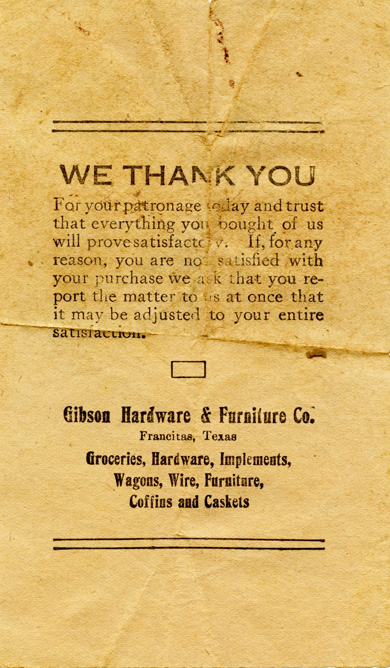 WE THANK YOU
For your patronage today and trust
that everything you bought of us
will prove satisfactory. If, for any
reason, you are not satisfied with
your purchase we ask that you re-
port the matter to us at once that
it may be adjusted to your entire
satisfaction.
Gibson Hardware & Furniture Co.
Francitas, Texas
Groceries, Hardware, Implements,
Wagons, Wire, Furniture,
Coffins and Caskets